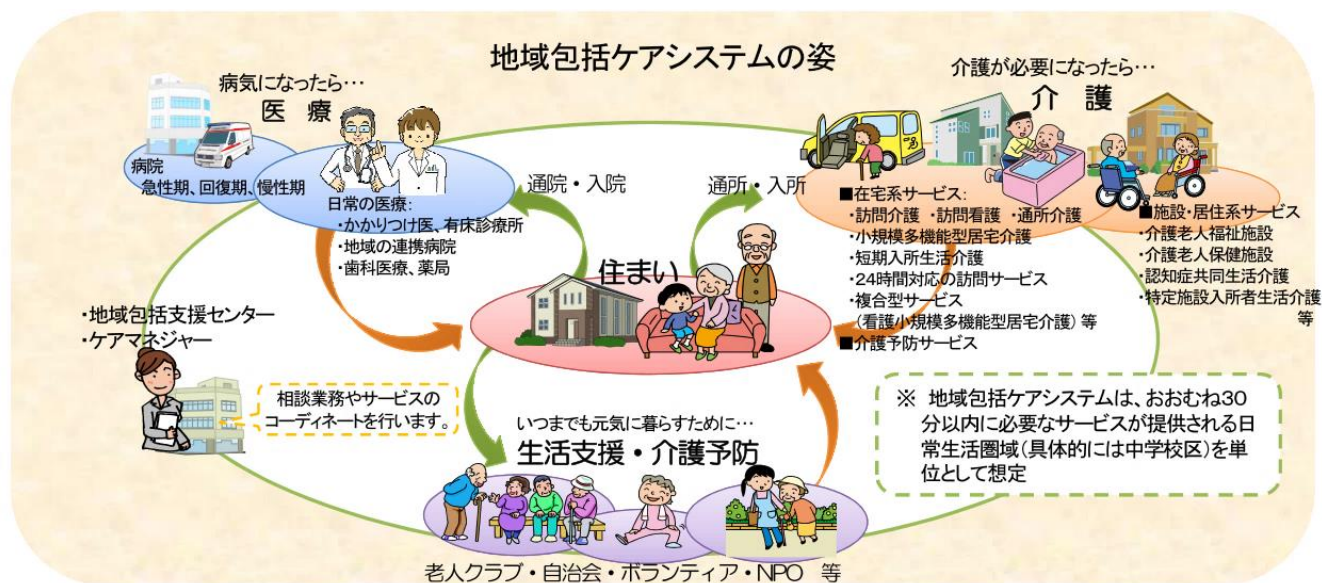 地域包括ケアシステムの姿
病気になったら…
医 療
病院
急性期、回復期、慢性期
日常の医療:
・かかりつけ医、有床診療所
・地域の連携病院
・歯科医療、薬局
通院・入院
通所・入所
介護が必要になったら…
介 護
■在宅系サービス:
・訪問介護 ・訪問看護 ・通所介護
・小規模多機能型居宅介護
・短期入所生活介護
・24時間対応の訪問サービス
・複合型サービス
(看護小規模多機能型居宅介護)等
■介護予防サービス
■施設・居住系サービス
・介護老人福祉施設
・介護老人保健施設
・認知症共同生活介護
・特定施設入所者生活介護
等
住まい
・地域包括支援センター
・ケアマネジャー
相談業務やサービスの
コーディネートを行います。
いつまでも元気に暮らすために…
生活支援・介護予防
老人クラブ・自治会・ボランティア・NPO 等
※ 地域包括ケアシステムは、おおむね30
分以内に必要なサービスが提供される日
常生活圏域(具体的には中学校区)を単
位として想定